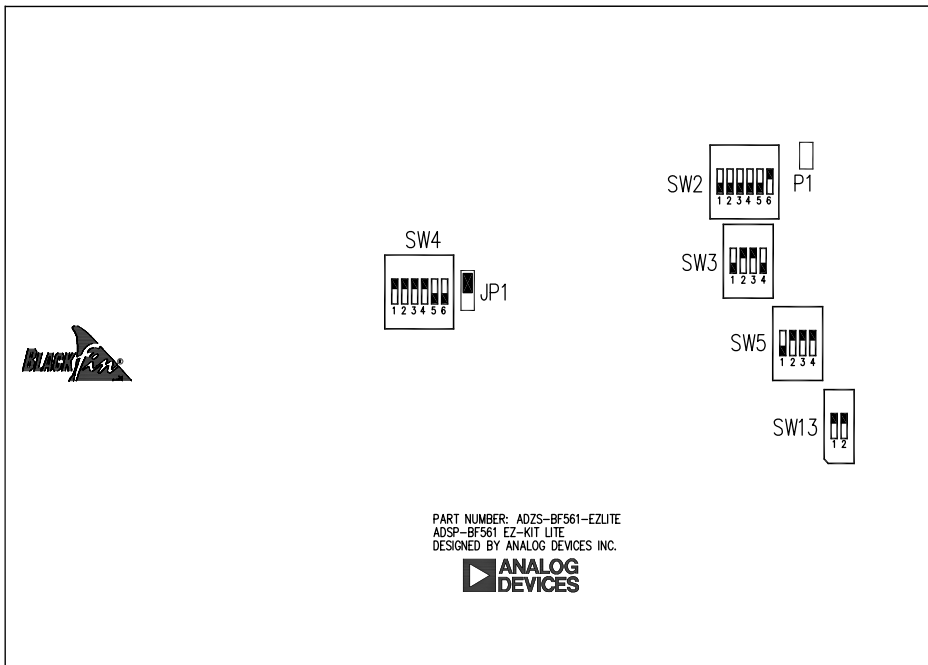 SW2
1 2 3 4 5 6
P1
SW3
1 2 3 4
SW4
1 2 3 4 5 6
JP1
SW5
1 2 3 4
BLACKfin®
SW13
1 2
PART NUMBER: ADZS-BF561-EZLITE
ADSP-BF561 EZ-KIT LITE
DESIGNED BY ANALOG DEVICES INC.
ANALOG
DEVICES